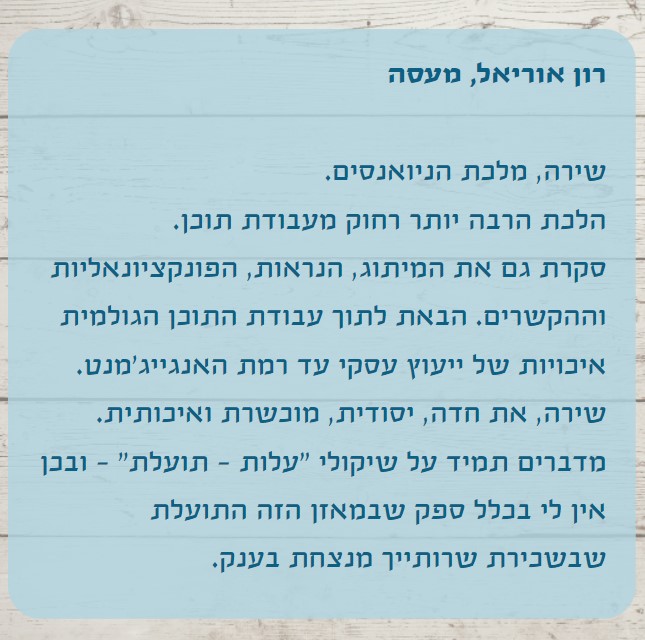 רון אוריאל, מעסה
שירה, מלכת הניואנסים.
הלכת הרבה יותר רחוק מעבודת תוכן.
סקרת גם את המיתוג, הנראות, הפונקציונאליות
וההקשרים. הבאת לתוך עבודת התוכן הגולמית
איכויות של ייעוץ עסקי עד רמת האנגייג'מנט.
שירה, את חדה, יסודית, מוכשרת ואיכותית.
מדברים תמיד על שיקולי "עלות - תועלת" - ובכן
אין לי בכלל ספק שבמאזן הזה התועלת
שבשכירת שרותייך מנצחת בענק.